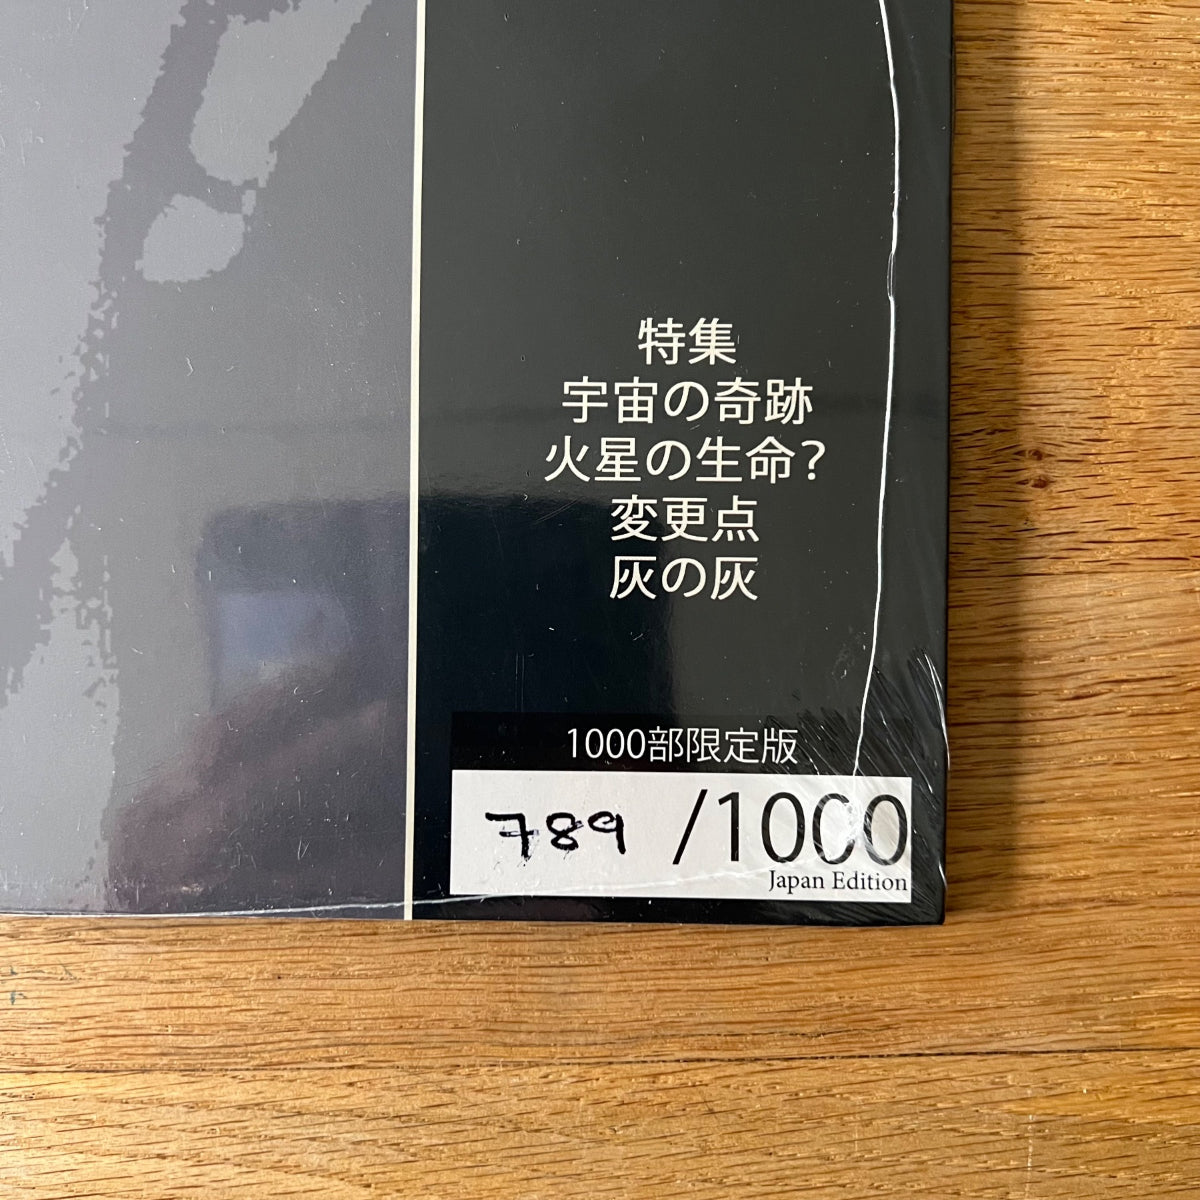 特集
宇宙の奇跡
火星の生命？
変更点
灰の灰
1000部限定版
789 /1000
Japan Edition